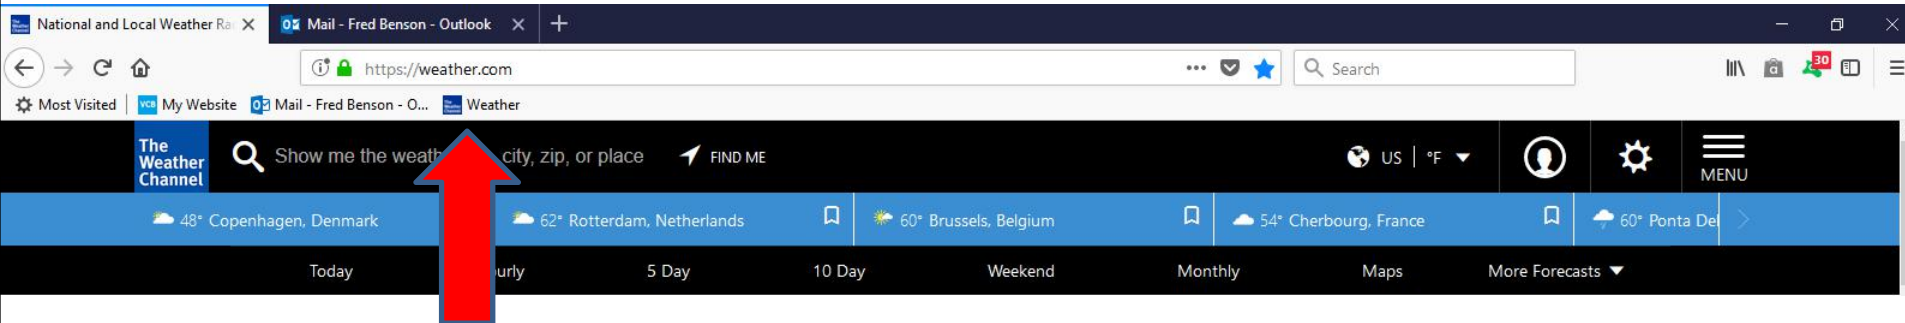 National and Local Weather Ra
Mail - Fred Benson - Outlook
https://weather.com
Search
30
Most Visited
VCB My Website
Mail - Fred Benson - O...
Weather
The
Weather
Channel
Show me the weath city, zip, or place
FIND ME
US | °F
MENU
48° Copenhagen, Denmark
62° Rotterdam, Netherlands
60° Brussels, Belgium
54° Cherbourg, France
60° Ponta Del
Today
urly
5 Day
10 Day
Weekend
Monthly
Maps
More Forecasts